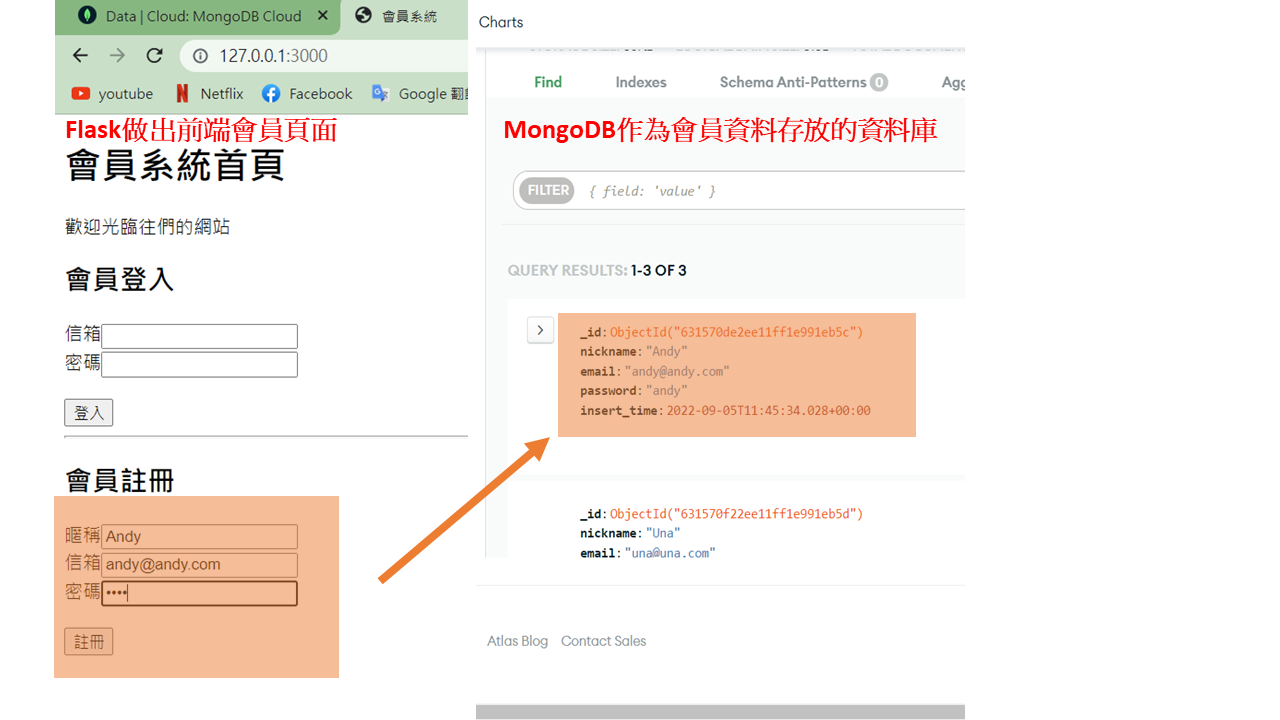 Data | Cloud: MongoDB Cloud
會員系統
127.0.0.1:3000
youtube
Netflix
Facebook
Google 翻
Flask做出前端會員頁面
會員系統首頁
歡迎光臨往們的網站
會員登入
信箱
密碼
登入
會員註冊
暱稱 Andy
信箱 andy@andy.com
密碼 ••••
註冊
Charts
Find Indexes Schema Anti-Patterns 0 Agg
MongoDB作為會員資料存放的資料庫
FILTER { field: 'value' }
QUERY RESULTS: 1-3 OF 3
_id: ObjectId("631570de2ee11ff1e991eb5c")
nickname: "Andy"
email: "andy@andy.com"
password: "andy"
insert_time: 2022-09-05T11:45:34.028+00:00
_id: ObjectId("631570f22ee11ff1e991eb5d")
nickname: "Una"
email: "una@una.com"
Atlas Blog Contact Sales